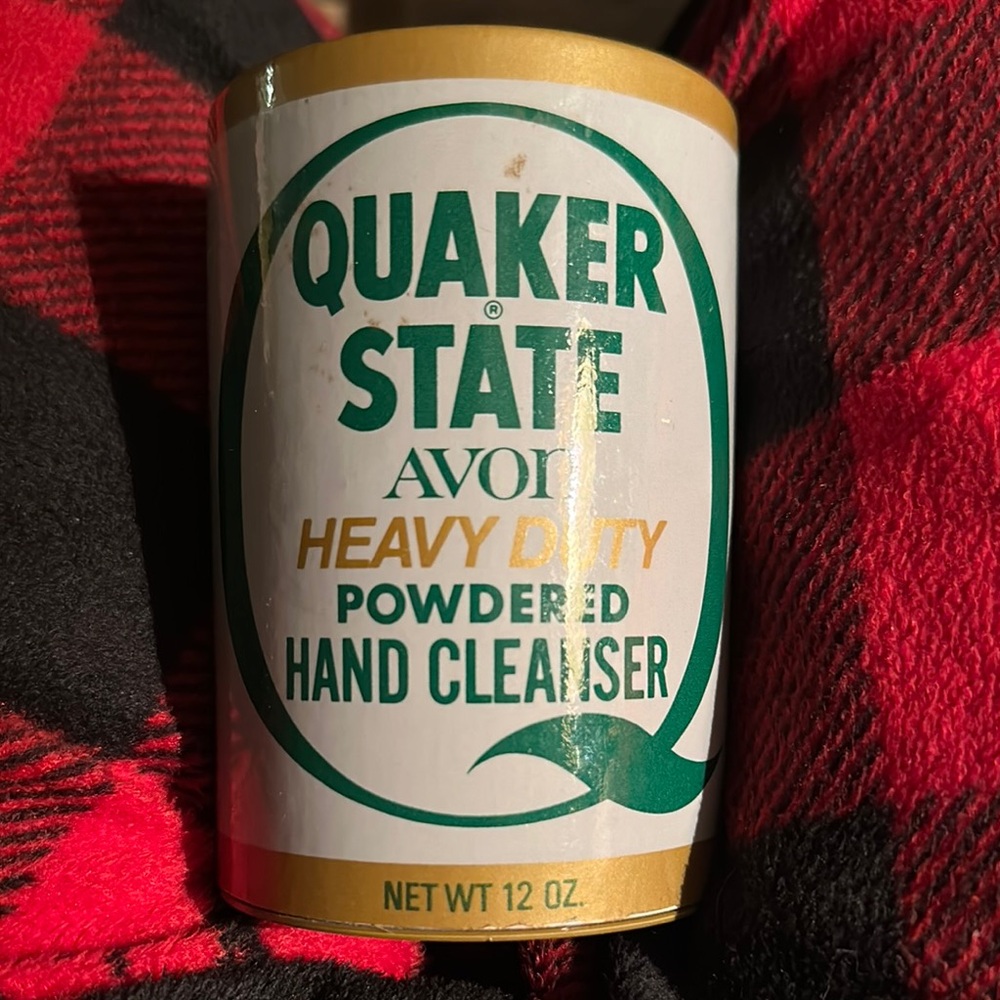 QUAKER
®
STATE
AVON
HEAVY DUTY
POWDERED
HAND CLEANSER
NET WT 12 OZ.